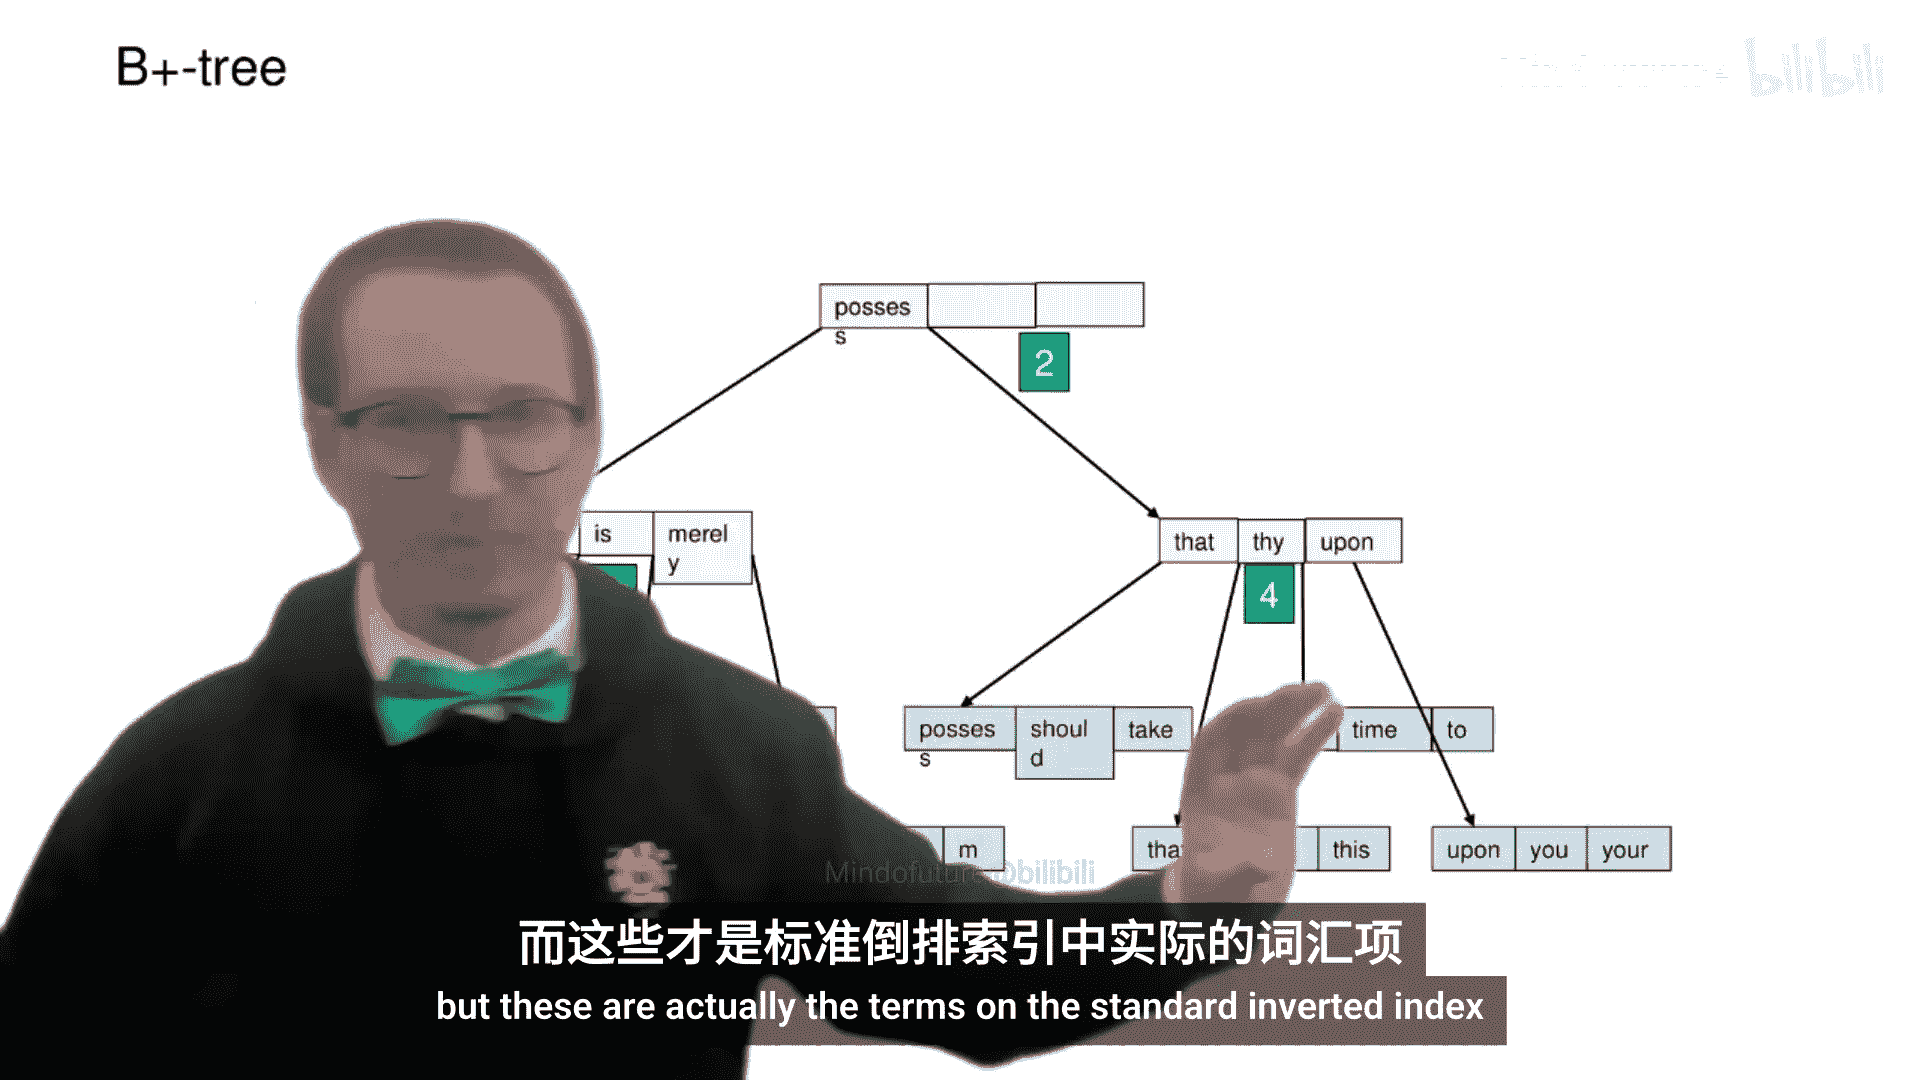 B+-tree
bilibili
posses
s
2
is
merel
y
that
thy
upon
4
posses
s
shoul
d
take
time
to
m
this
upon
you
your
Mindofuture@bilibili
而这些才是标准倒排索引中实际的词汇项
but these are actually the terms on the standard inverted index